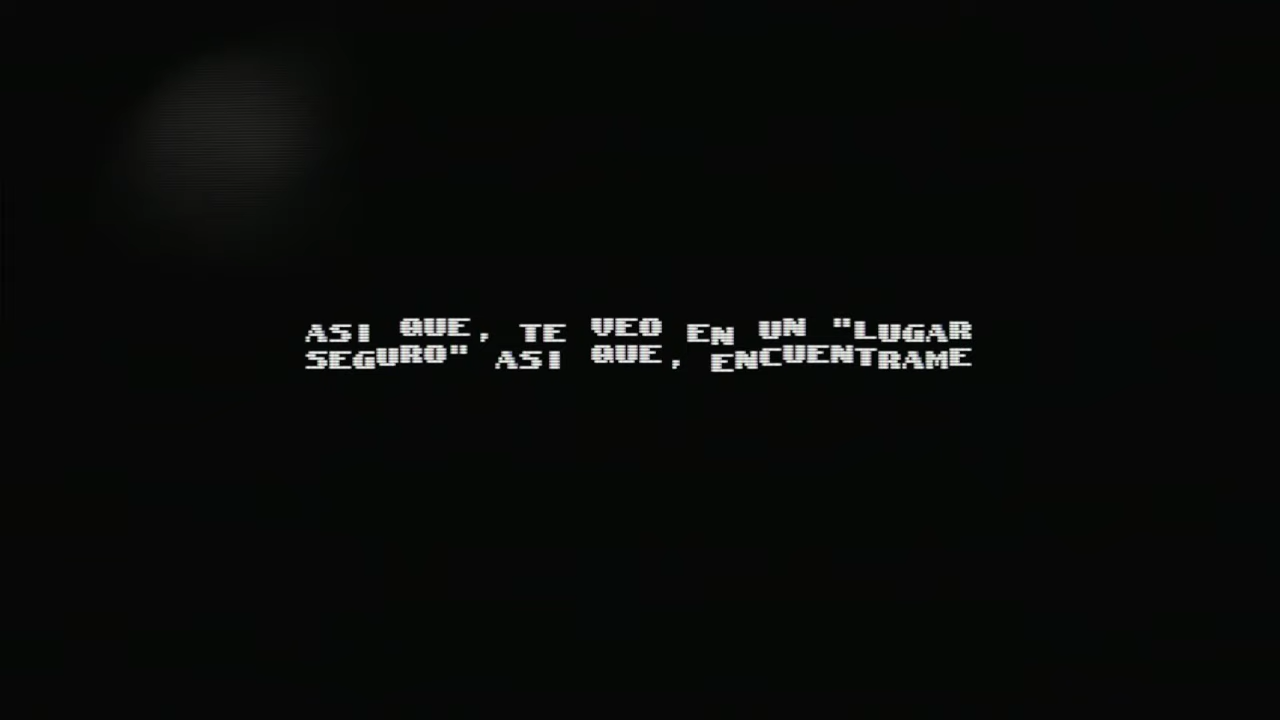 ASI QUE, TE VEO EN UN "LUGAR
SEGURO" ASI QUE, ENCUENTRAME